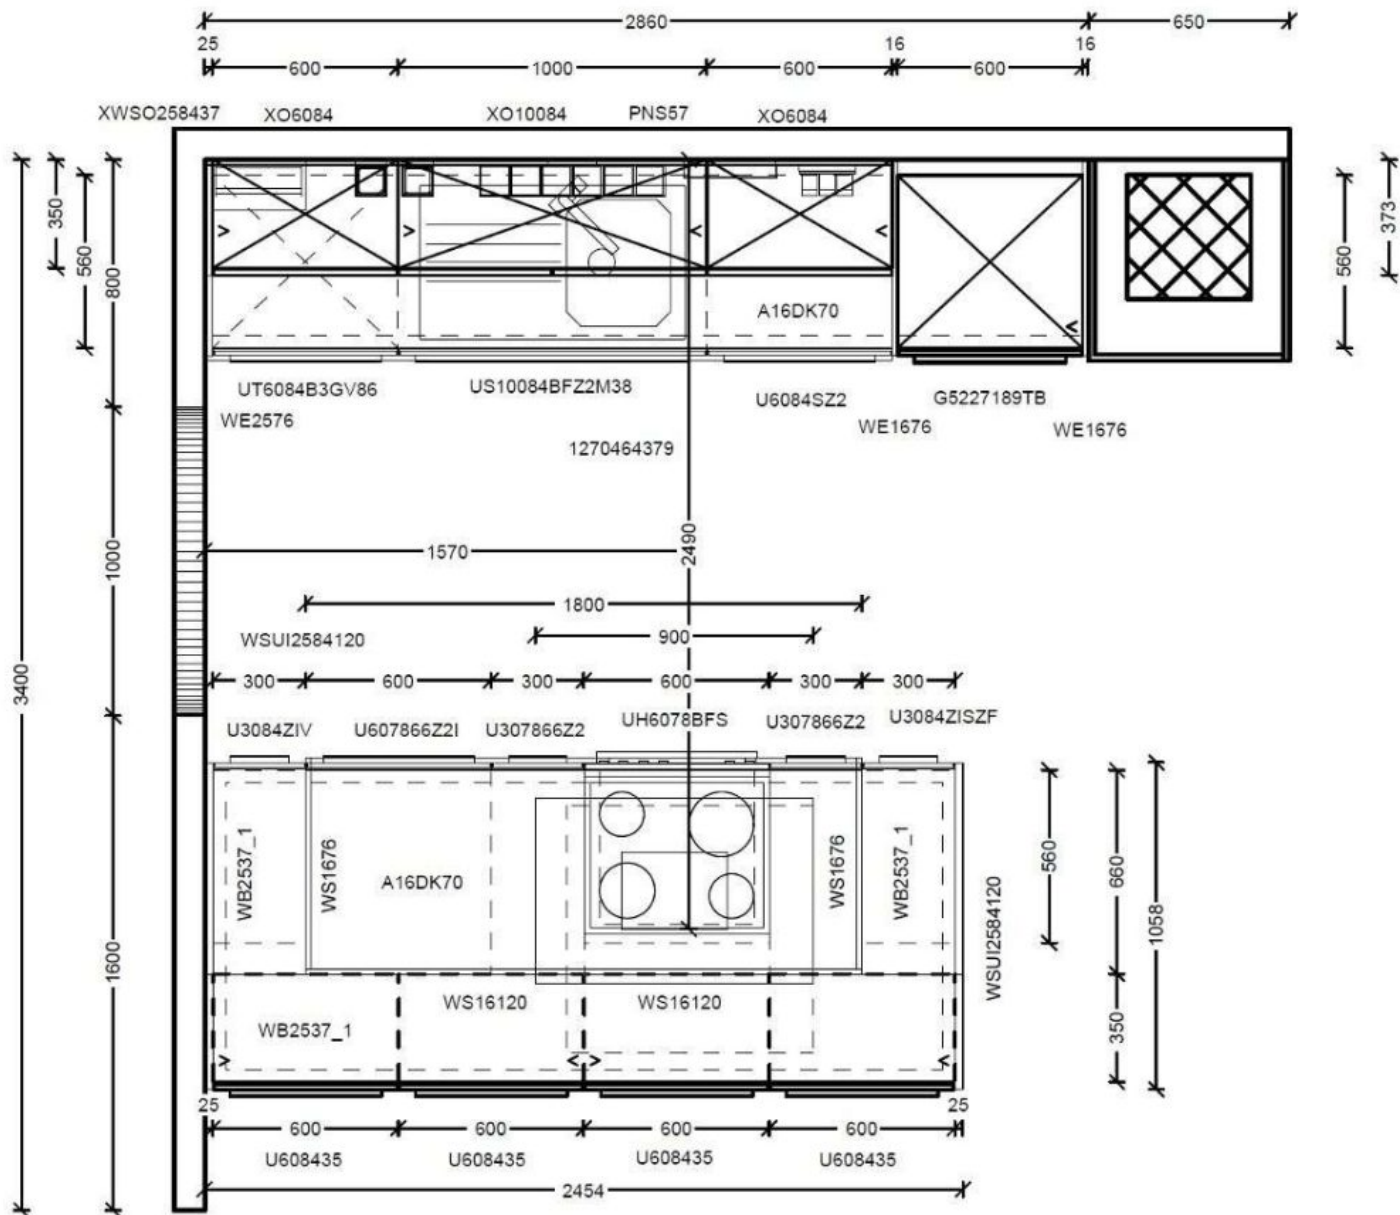 2860 650
25 16 16
600 1000 600 600
XWSO258437 XO6084 XO10084 PNS57 XO6084
350
560
800
560
373
A16DK70
UT6084B3GV86 US10084BFZ2M38 U6084SZ2 G5227189TB
WE2576 WE1676 WE1676
1270464379
3400
1000
1570
2490
1800
900
WSUI2584120
300 600 300 600 300 300
U3084ZIV U607866Z2I U307866Z2 UH6078BFS U307866Z2 U3084ZISZF
WB2537_1
WS1676
A16DK70
WS1676
WB2537_1
WSUI2584120
560
660
1058
1600
WS16120 WS16120
WB2537_1
350
25 25
600 600 600 600
U608435 U608435 U608435 U608435
2454